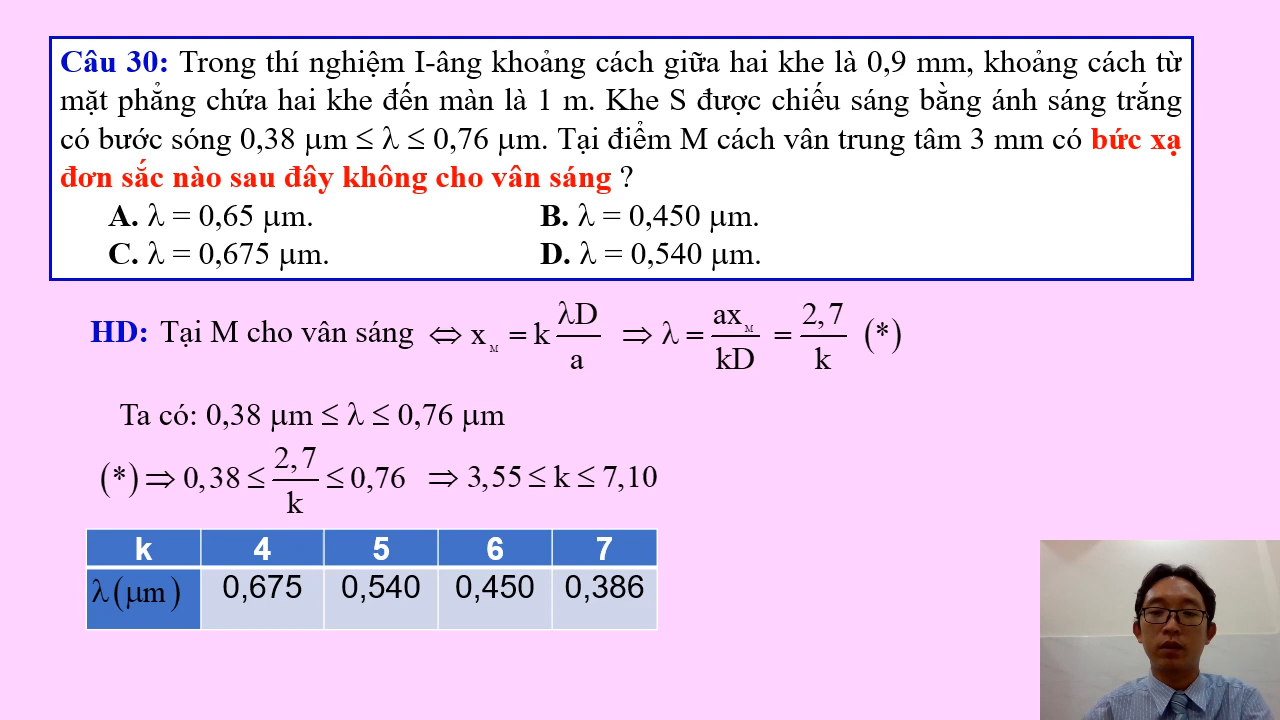 Câu 30: Trong thí nghiệm I-âng khoảng cách giữa hai khe là 0,9 mm, khoảng cách từ
mặt phẳng chứa hai khe đến màn là 1 m. Khe S được chiếu sáng bằng ánh sáng trắng
có bước sóng 0,38 μm ≤ λ ≤ 0,76 μm. Tại điểm M cách vân trung tâm 3 mm có bức xạ
đơn sắc nào sau đây không cho vân sáng ?
A. λ = 0,65 μm. B. λ = 0,450 μm.
C. λ = 0,675 μm. D. λ = 0,540 μm.
HD: Tại M cho vân sáng ⇔ x_M = k λD/a ⇒ λ = ax_M/kD = 2,7/k (*)
Ta có: 0,38 μm ≤ λ ≤ 0,76 μm
(*) ⇒ 0,38 ≤ 2,7/k ≤ 0,76 ⇒ 3,55 ≤ k ≤ 7,10
k 4 5 6 7
λ(μm) 0,675 0,540 0,450 0,386